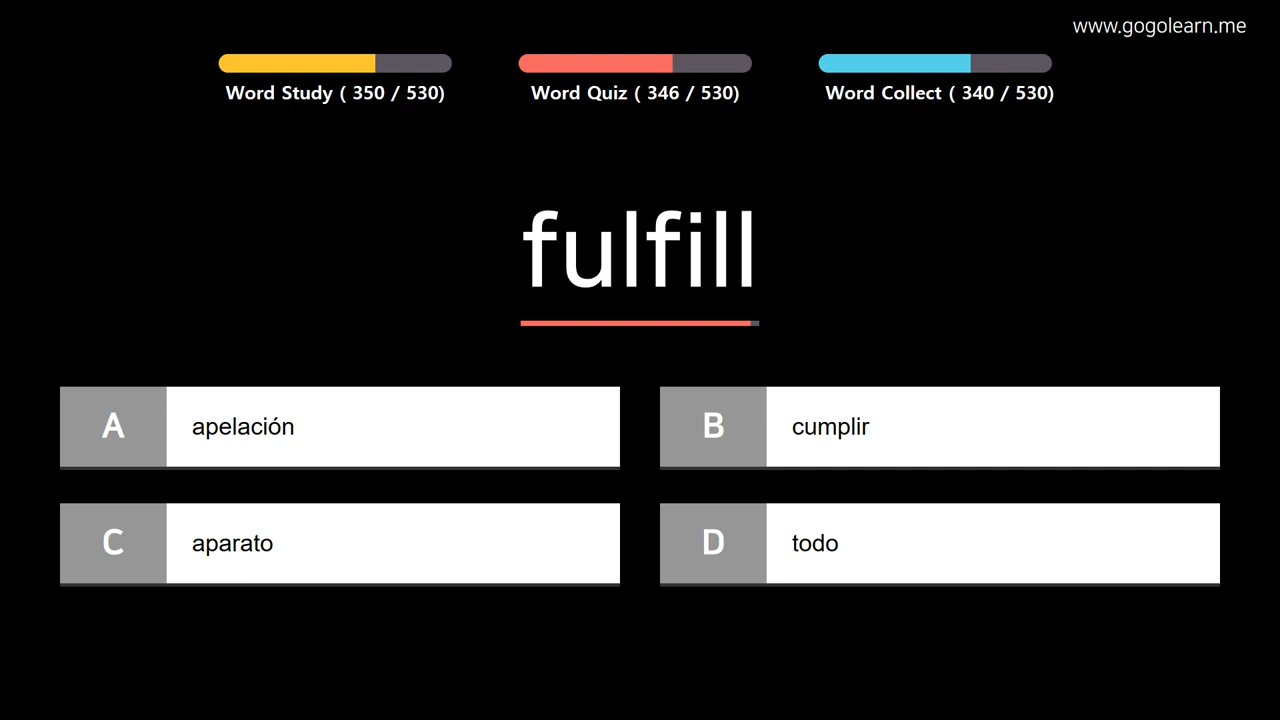 www.gogolearn.me
Word Study ( 350 / 530)
Word Quiz ( 346 / 530)
Word Collect ( 340 / 530)
fulfill
A apelación
B cumplir
C aparato
D todo